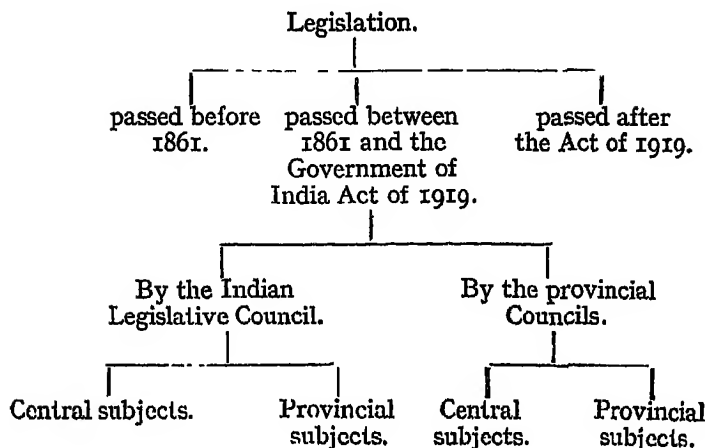 Legislation.
passed before
1861.
passed between
1861 and the
Government of
India Act of 1919.
passed after
the Act of 1919.
By the Indian
Legislative Council.
By the provincial
Councils.
Central subjects.
Provincial
subjects.
Central
subjects.
Provincial
subjects.